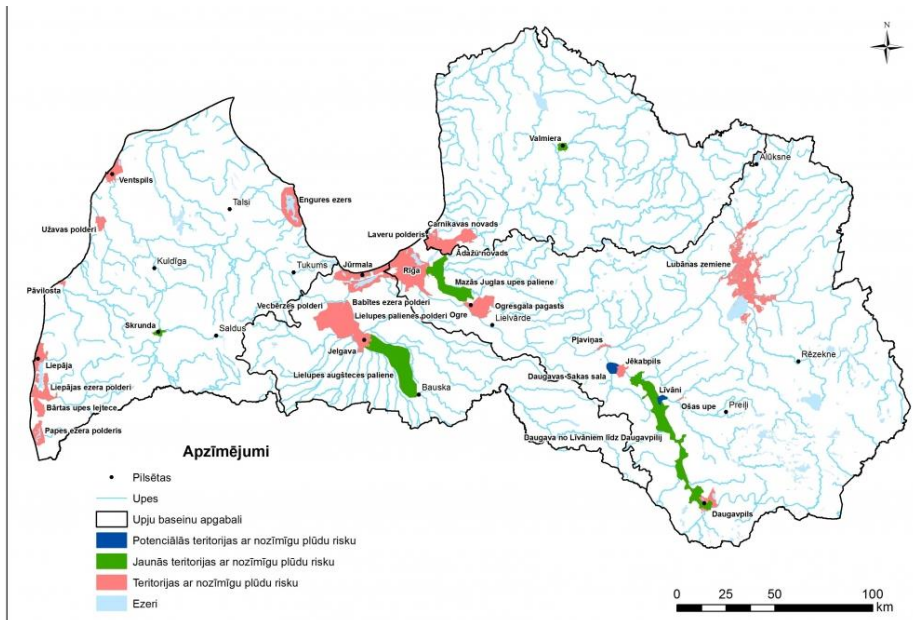 N
Valmiera
Alūksne
Ventspils
Talsi
Engures ezers
Užavas polderi
Carnikavas novads
Laveru polderis
Ādažu novads
Lubānas zemiene
Kuldīga
Tukums
Jūrmala
Rīga
Mazās Juglas upes paliene
Pāvilosta
Vecbērzes polderi
Babītes ezera polderi
Lielupes palienes polderi
Ogre
Ogresgala pagasts
Lielvārde
Skrunda
Saldus
Jelgava
Pļaviņas
Liepāja
Jēkabpils
Rēzekne
Daugavas-Sakas sala
Lielupes augšteces paliene
Bauska
Liepājas ezera polderi
Līvāni
Bārtas upes lejtece
Ošas upe
Preiļi
Papes ezera polderis
Daugava no Līvāniem līdz Daugavpilij
Daugavpils
Apzīmējumi
Pilsētas
Upes
Upju baseinu apgabali
Potenciālās teritorijas ar nozīmīgu plūdu risku
Jaunās teritorijas ar nozīmīgu plūdu risku
Teritorijas ar nozīmīgu plūdu risku
Ezeri
0 25 50 100
km